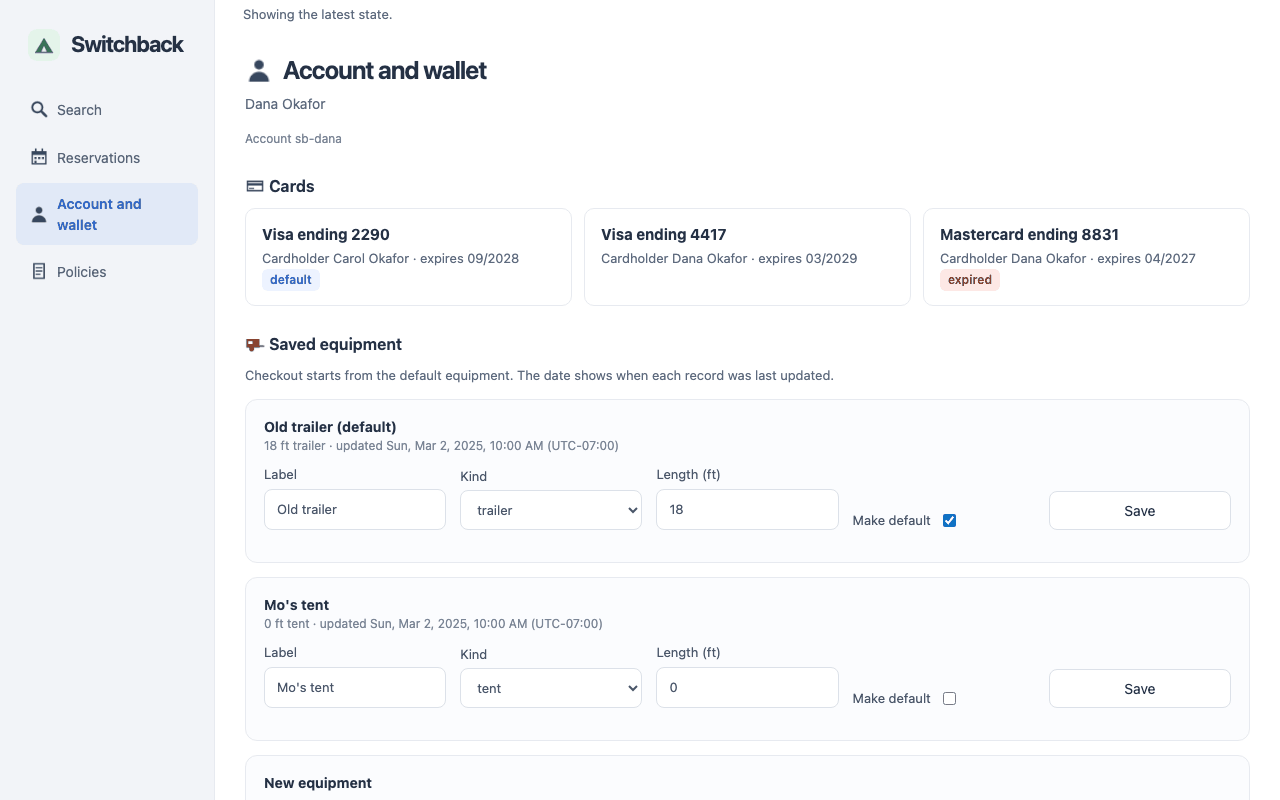 Switchback
Search
Reservations
Account and
wallet
Policies
Showing the latest state.
Account and wallet
Dana Okafor
Account sb-dana
Cards
Visa ending 2290
Cardholder Carol Okafor · expires 09/2028
default
Visa ending 4417
Cardholder Dana Okafor · expires 03/2029
Mastercard ending 8831
Cardholder Dana Okafor · expires 04/2027
expired
Saved equipment
Checkout starts from the default equipment. The date shows when each record was last updated.
Old trailer (default)
18 ft trailer · updated Sun, Mar 2, 2025, 10:00 AM (UTC-07:00)
Label Kind Length (ft)
Old trailer trailer 18 Make default Save
Mo's tent
0 ft tent · updated Sun, Mar 2, 2025, 10:00 AM (UTC-07:00)
Label Kind Length (ft)
Mo's tent tent 0 Make default Save
New equipment